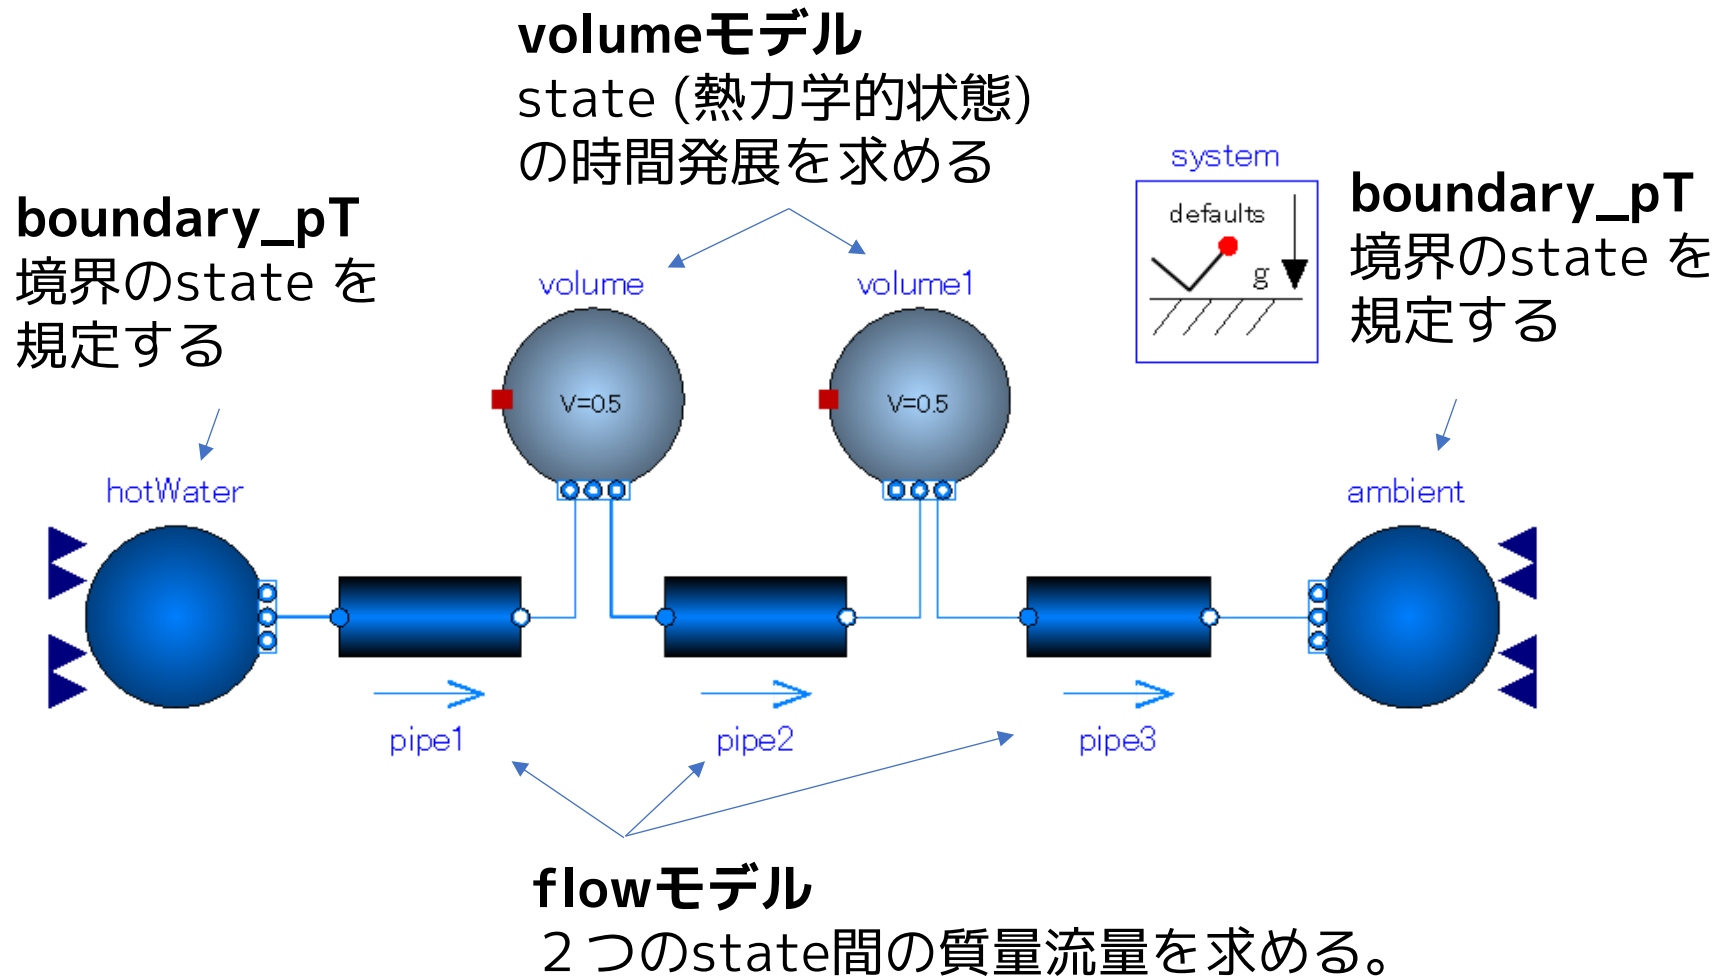 volumeモデル
state (熱力学的状態)
の時間発展を求める
boundary_pT
境界のstate を
規定する
system
defaults
g
boundary_pT
境界のstate を
規定する
volume
volume1
V=0.5
V=0.5
hotWater
ambient
pipe1
pipe2
pipe3
flowモデル
２つのstate間の質量流量を求める。